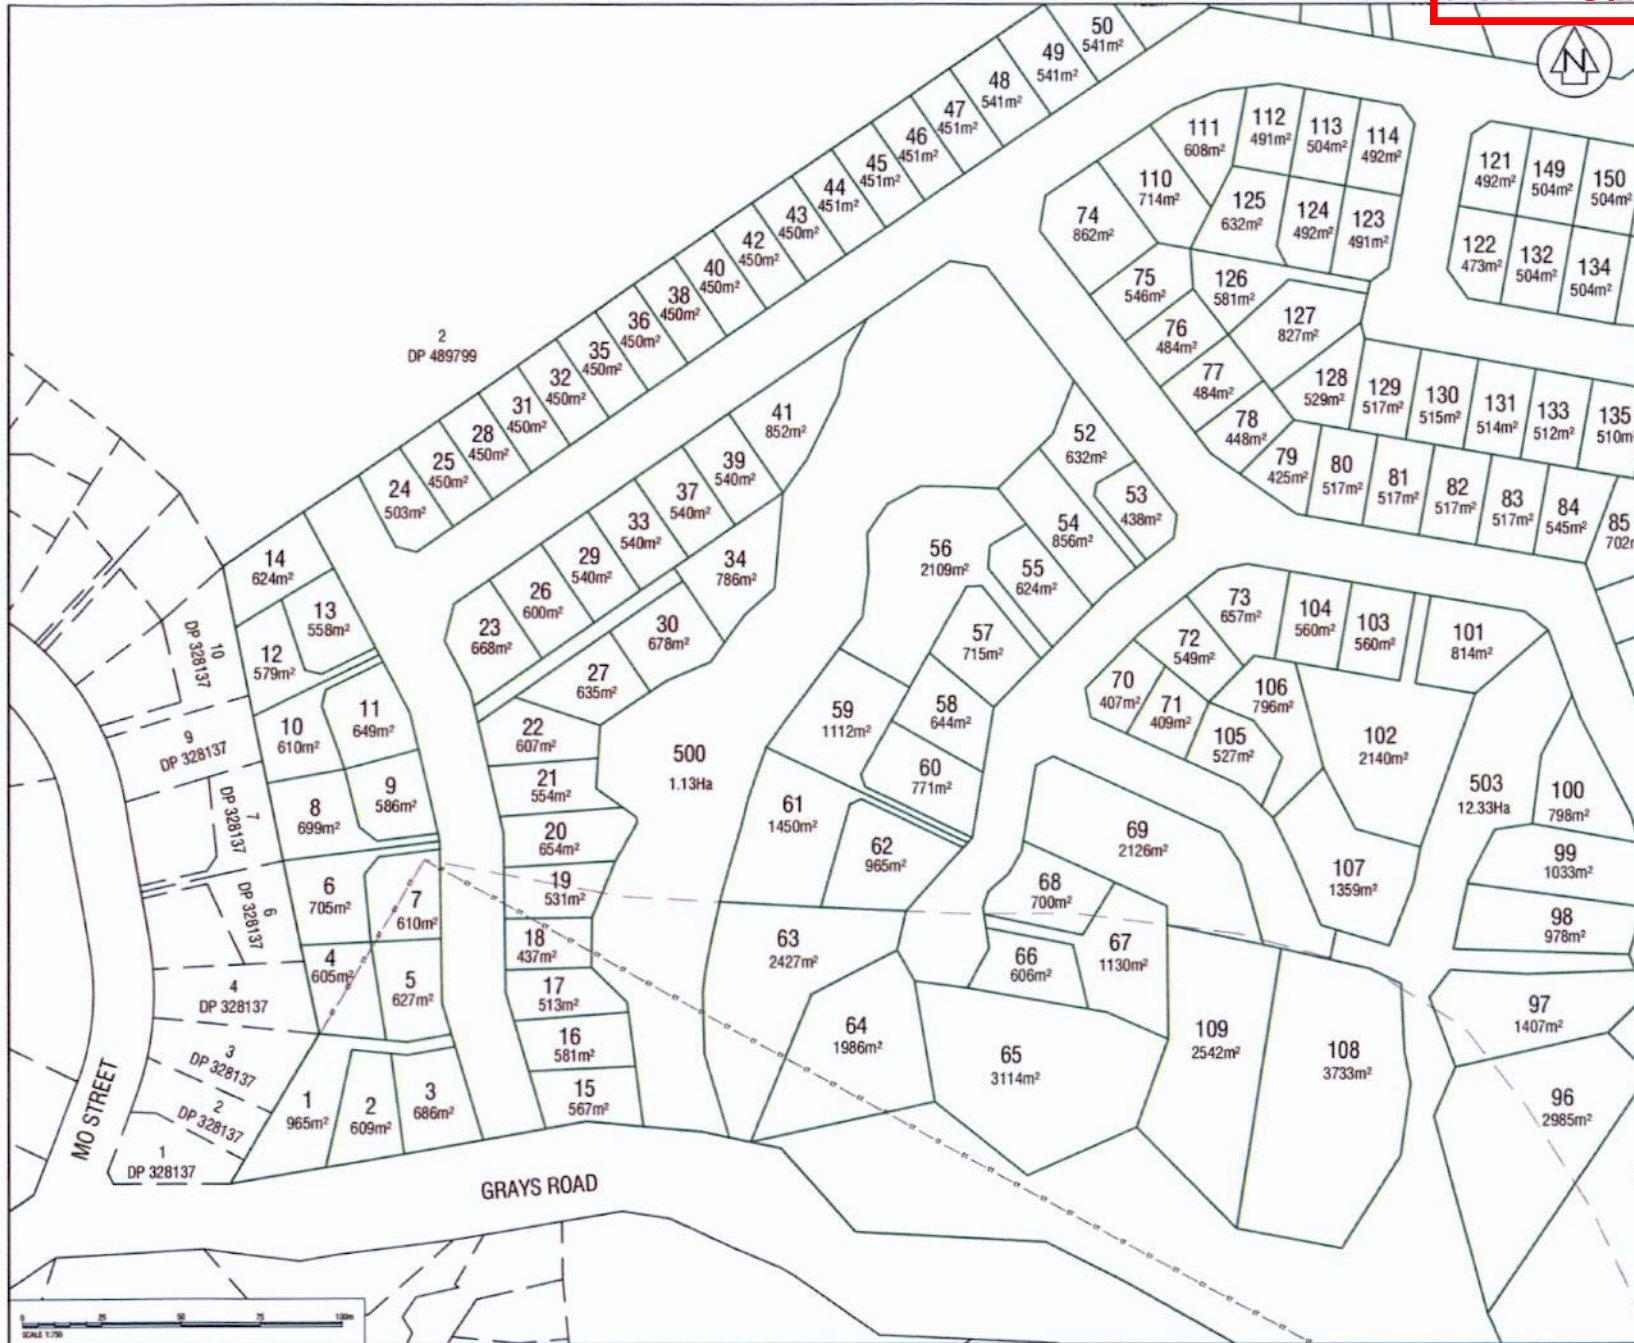 50
541m²
49
541m²
48
541m²
47
451m²
46
451m²
45
451m²
44
451m²
43
450m²
42
450m²
40
450m²
38
450m²
36
450m²
35
450m²
32
450m²
31
450m²
28
450m²
25
450m²
24
503m²
N
111
608m²
112
491m²
113
504m²
114
492m²
110
714m²
74
862m²
125
632m²
124
492m²
123
491m²
121
492m²
149
504m²
150
504m²
122
473m²
132
504m²
134
504m²
75
546m²
126
581m²
76
484m²
127
827m²
77
484m²
128
529m²
129
517m²
130
515m²
131
514m²
133
512m²
135
510m
78
448m²
79
425m²
80
517m²
81
517m²
82
517m²
83
517m²
84
545m²
85
702m
2
DP 489799
41
852m²
39
540m²
37
540m²
33
540m²
29
540m²
26
600m²
23
668m²
34
786m²
30
678m²
27
635m²
52
632m²
53
438m²
54
856m²
55
624m²
56
2109m²
57
715m²
58
644m²
59
1112m²
60
771m²
61
1450m²
62
965m²
14
624m²
13
558m²
12
579m²
11
649m²
10
610m²
9
586m²
8
699m²
6
705m²
7
610m²
4
605m²
5
627m²
1
965m²
2
609m²
3
686m²
22
607m²
21
554m²
20
654m²
19
531m²
18
437m²
17
513m²
16
581m²
15
567m²
500
1.13Ha
73
657m²
104
560m²
103
560m²
101
814m²
72
549m²
70
407m²
71
409m²
106
796m²
105
527m²
102
2140m²
503
12.33Ha
100
798m²
99
1033m²
98
978m²
69
2126m²
107
1359m²
68
700m²
67
1130m²
66
606m²
63
2427m²
64
1986m²
65
3114m²
109
2542m²
108
3733m²
97
1407m²
96
2985m²
10
DP 328137
9
DP 328137
7
DP 328137
6
DP 328137
4
DP 328137
3
DP 328137
2
DP 328137
1
DP 328137
MO STREET
GRAYS ROAD
0 25 50 75 100m
SCALE 1:750